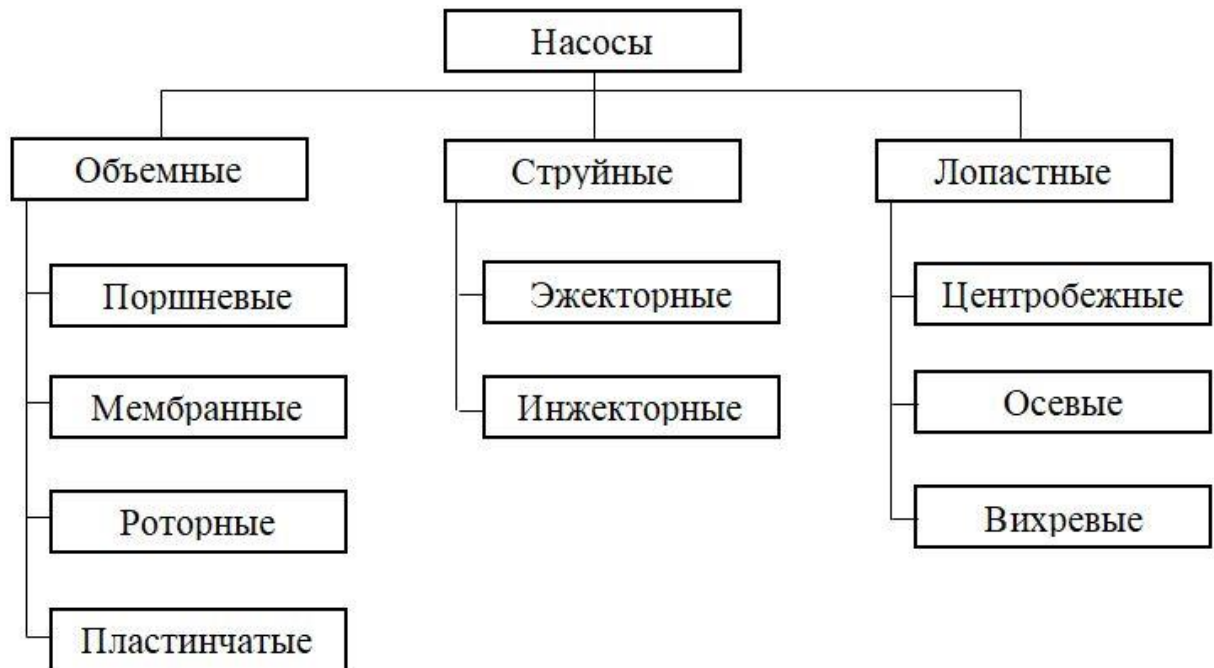 Насосы
Объемные
Струйные
Лопастные
Поршневые
Эжекторные
Центробежные
Мембранные
Инжекторные
Осевые
Роторные
Вихревые
Пластинчатые